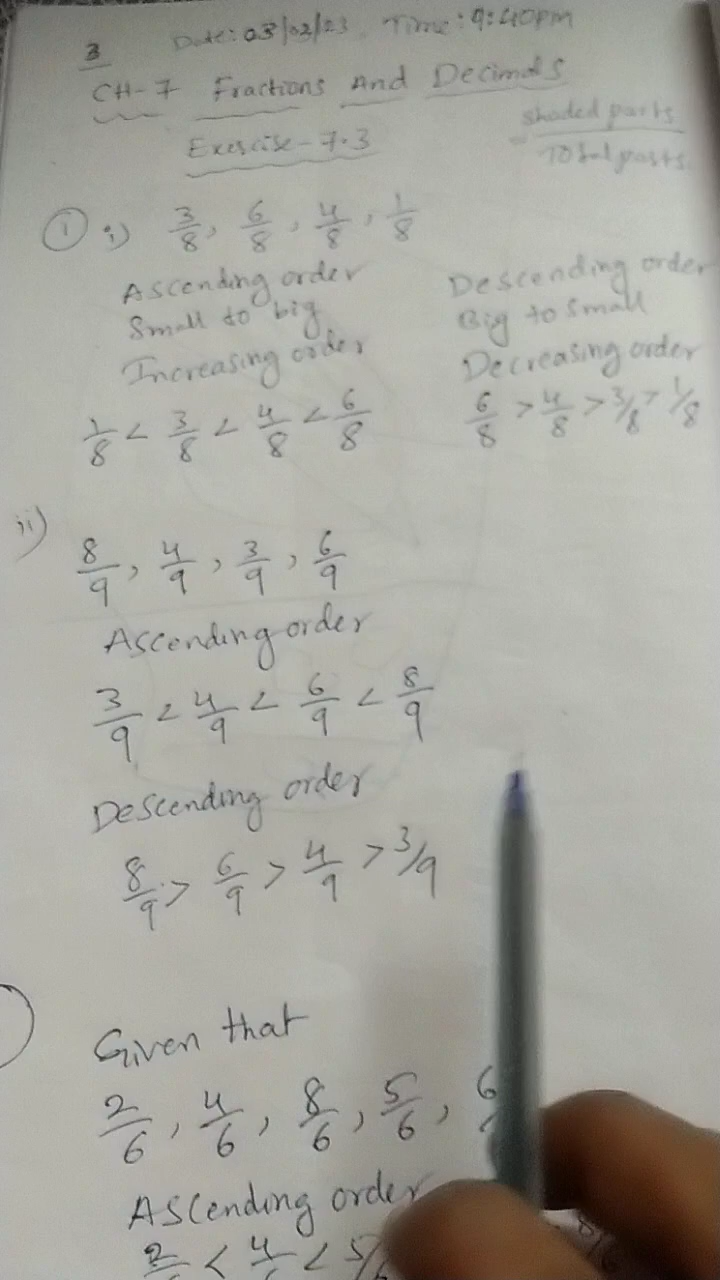 3 Date: 03/02/23, Time: 9:40pm
CH-7 Fractions And Decimals
Exercise-7.3
= shaded parts / Total parts
① i) 3/8, 6/8, 4/8, 1/8
Ascending order
Small to big
Increasing order
1/8 < 3/8 < 4/8 < 6/8
Descending order
Big to small
Decreasing order
6/8 > 4/8 > 3/8 > 1/8
ii)
8/9, 4/9, 3/9, 6/9
Ascending order
3/9 < 4/9 < 6/9 < 8/9
Descending order
8/9 > 6/9 > 4/9 > 3/9
Given that
2/6, 4/6, 8/6, 5/6, 6
Ascending order
2 < 4 < 5/